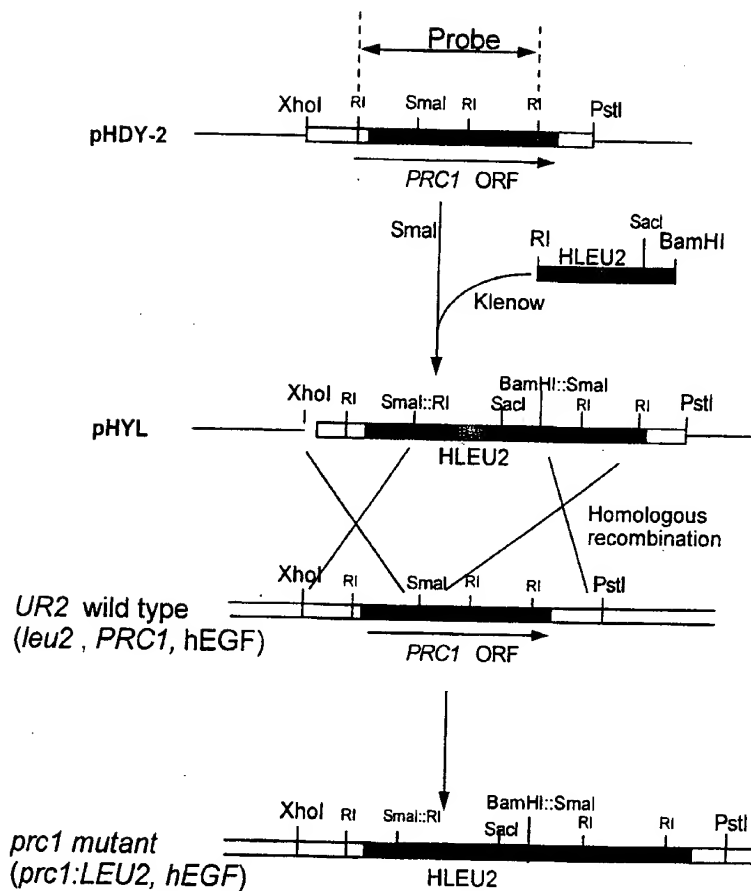 Probe
XhoI RI SmaI RI RI PstI
pHDY-2
PRC1 ORF
SmaI
SacI
RI BamHI
HLEU2
Klenow
BamHI::SmaI
XhoI RI SmaI::RI SacI RI RI PstI
pHYL
HLEU2
Homologous
recombination
XhoI RI SmaI RI RI PstI
UR2 wild type
(leu2 , PRC1, hEGF)
PRC1 ORF
BamHI::SmaI
XhoI RI SmaI::RI SacI RI RI PstI
prc1 mutant
(prc1:LEU2, hEGF)
HLEU2